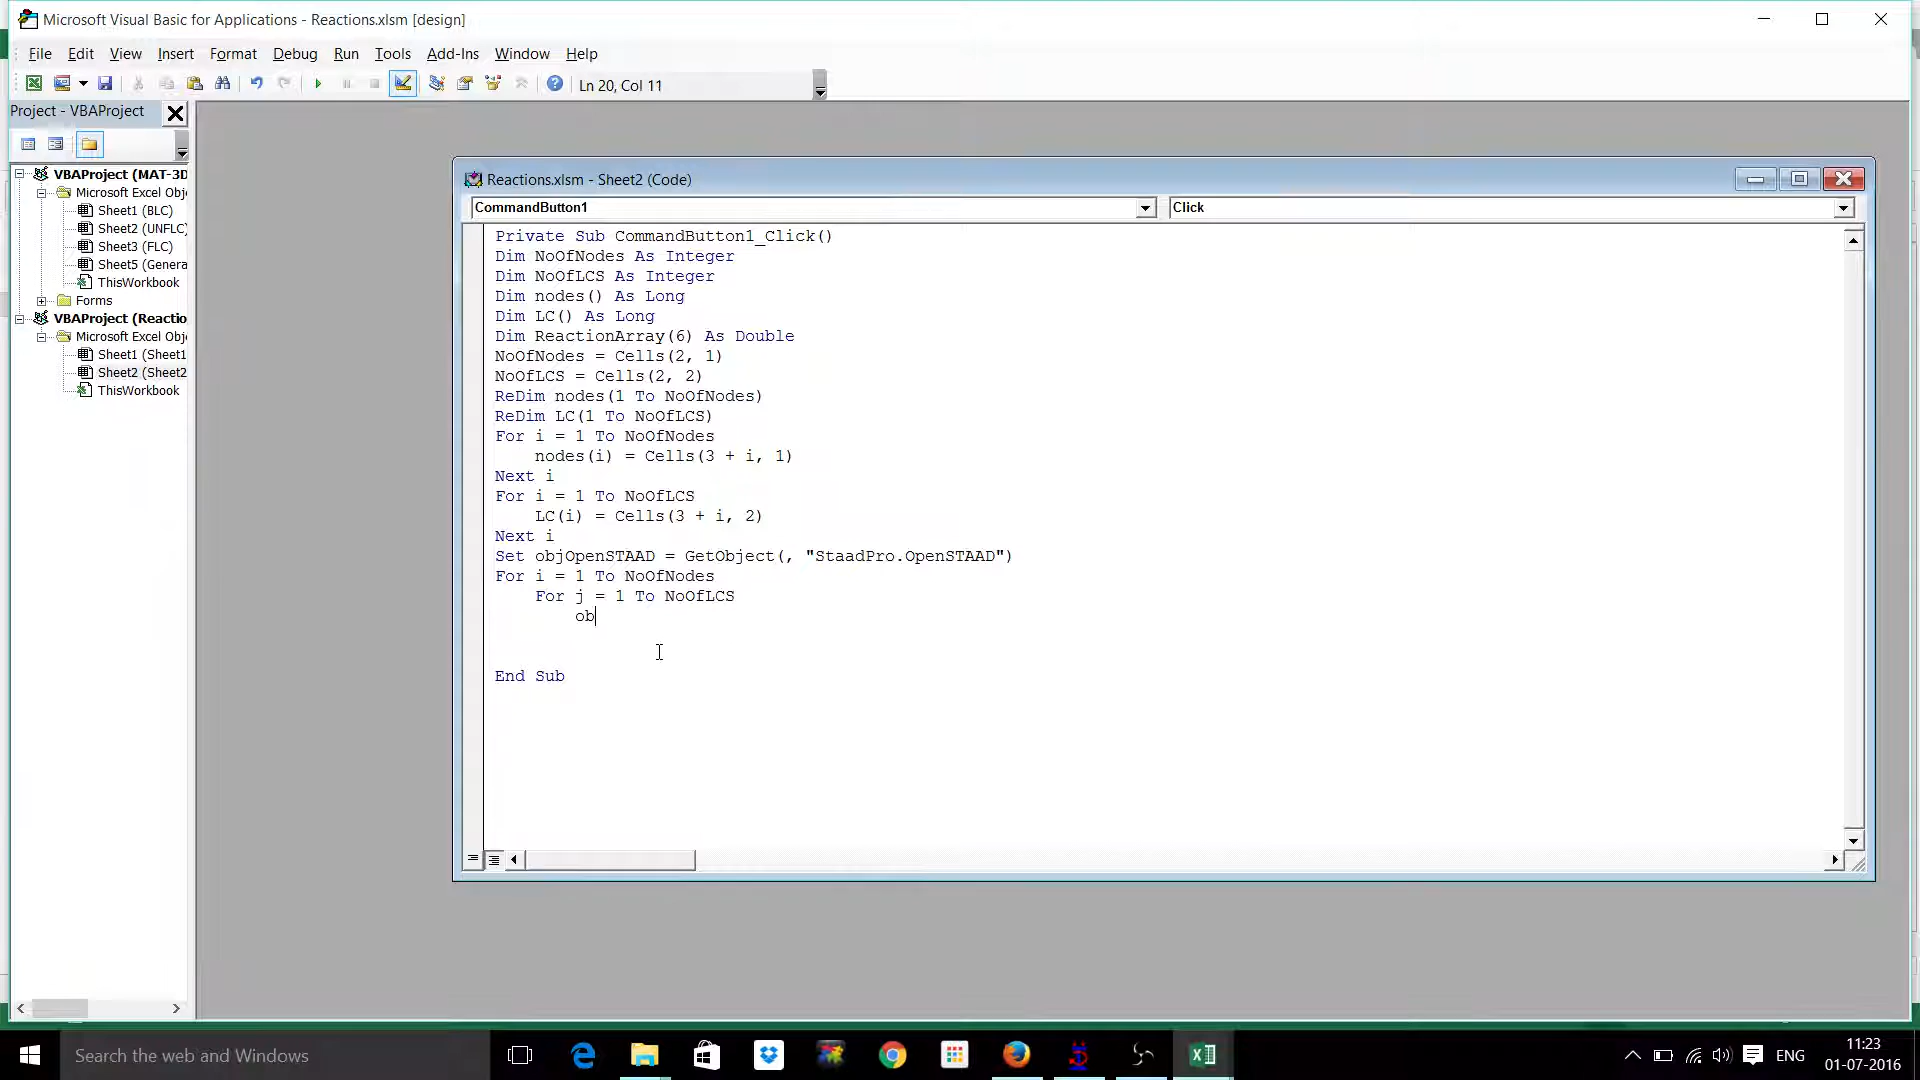 Microsoft Visual Basic for Applications - Reactions.xlsm [design]
File Edit View Insert Format Debug Run Tools Add-Ins Window Help
Ln 20, Col 11
Project - VBAProject
VBAProject (MAT-3D
Microsoft Excel Obj
Sheet1 (BLC)
Sheet2 (UNFLC)
Sheet3 (FLC)
Sheet5 (Genera
ThisWorkbook
Forms
VBAProject (Reactio
Microsoft Excel Obj
Sheet1 (Sheet1
Sheet2 (Sheet2
ThisWorkbook
Reactions.xlsm - Sheet2 (Code)
CommandButton1
Click
Private Sub CommandButton1_Click()
Dim NoOfNodes As Integer
Dim NoOfLCS As Integer
Dim nodes() As Long
Dim LC() As Long
Dim ReactionArray(6) As Double
NoOfNodes = Cells(2, 1)
NoOfLCS = Cells(2, 2)
ReDim nodes(1 To NoOfNodes)
ReDim LC(1 To NoOfLCS)
For i = 1 To NoOfNodes
nodes(i) = Cells(3 + i, 1)
Next i
For i = 1 To NoOfLCS
LC(i) = Cells(3 + i, 2)
Next i
Set objOpenSTAAD = GetObject(, "StaadPro.OpenSTAAD")
For i = 1 To NoOfNodes
For j = 1 To NoOfLCS
ob
End Sub
Search the web and Windows
ENG
11:23
01-07-2016